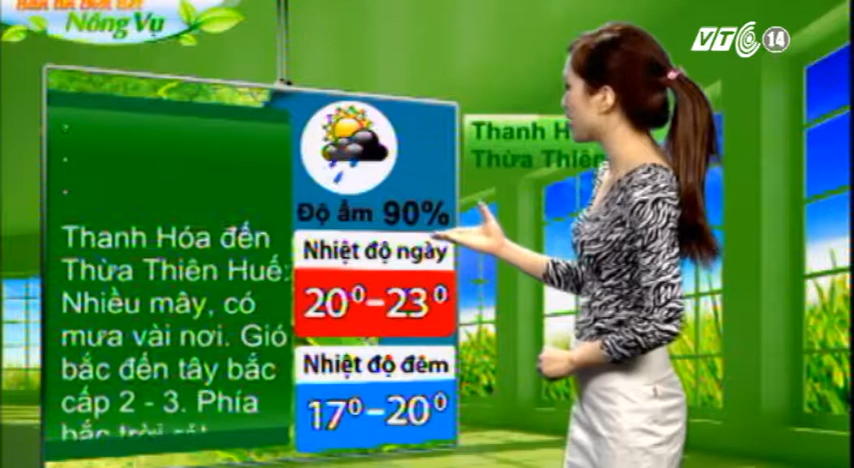 Nông Vụ
VTC 14
Thanh H
Thừa Thiên
Độ ẩm 90%
Thanh Hóa đến
Thừa Thiên Huế:
Nhiều mây, có
mưa vài nơi. Gió
bắc đến tây bắc
cấp 2 - 3. Phía
Nhiệt độ ngày
20⁰-23⁰
Nhiệt độ đêm
17⁰-20⁰